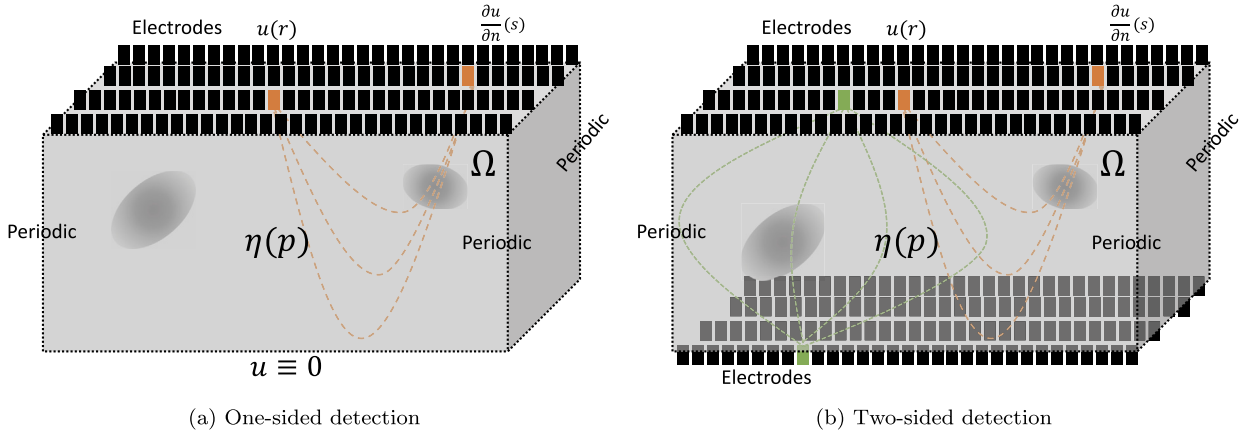 Electrodes
u(r)
∂u/∂n (s)
Ω
Periodic
Periodic
η(p)
Periodic
u ≡ 0
(a) One-sided detection
Electrodes
u(r)
∂u/∂n (s)
Ω
Periodic
Periodic
η(p)
Periodic
Electrodes
(b) Two-sided detection